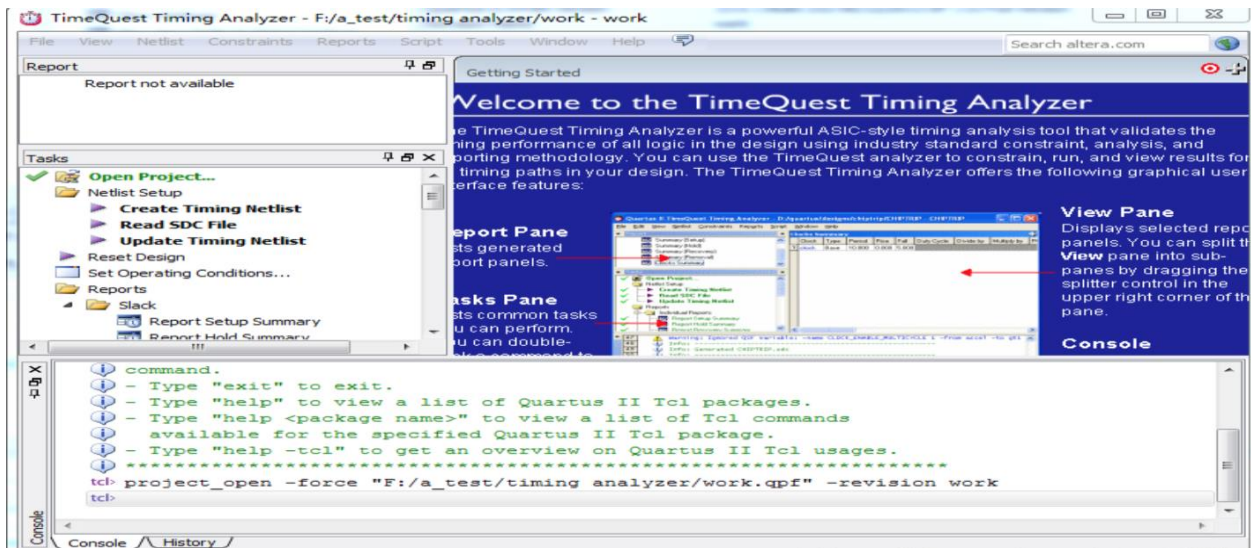 TimeQuest Timing Analyzer - F:/a_test/timing analyzer/work - work
File View Netlist Constraints Reports Script Tools Window Help
Search altera.com
Report
Report not available
Tasks
Open Project...
Netlist Setup
Create Timing Netlist
Read SDC File
Update Timing Netlist
Reset Design
Set Operating Conditions...
Reports
Slack
Report Setup Summary
Report Hold Summary
Getting Started
Welcome to the TimeQuest Timing Analyzer
e TimeQuest Timing Analyzer is a powerful ASIC-style timing analysis tool that validates the
ning performance of all logic in the design using industry standard constraint, analysis, and
porting methodology. You can use the TimeQuest analyzer to constrain, run, and view results for
timing paths in your design. The TimeQuest Timing Analyzer offers the following graphical user
erface features:
eport Pane
sts generated
port panels.
asks Pane
sts common tasks
u can perform.
ou can double-
View Pane
Displays selected repo
panels. You can split th
View pane into sub-
panes by dragging the
splitter control in the
upper right corner of th
pane.
Console
command.
- Type "exit" to exit.
- Type "help" to view a list of Quartus II Tcl packages.
- Type "help <package name>" to view a list of Tcl commands
available for the specified Quartus II Tcl package.
- Type "help -tcl" to get an overview on Quartus II Tcl usages.
tcl> project_open -force "F:/a_test/timing analyzer/work.qpf" -revision work
tcl>
Console
Console History